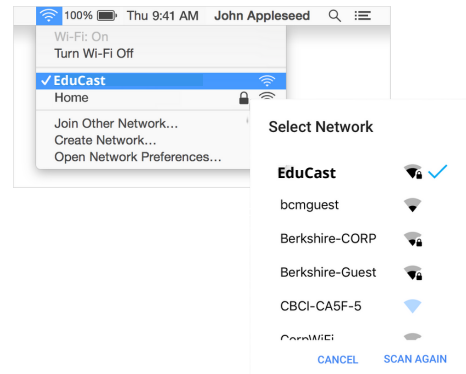 100% Thu 9:41 AM John Appleseed
Wi-Fi: On
Turn Wi-Fi Off
✓ EduCast
Home
Join Other Network...
Create Network...
Open Network Preferences...
Select Network
EduCast
bcmguest
Berkshire-CORP
Berkshire-Guest
CBCI-CA5F-5
CorpWiFi
CANCEL SCAN AGAIN